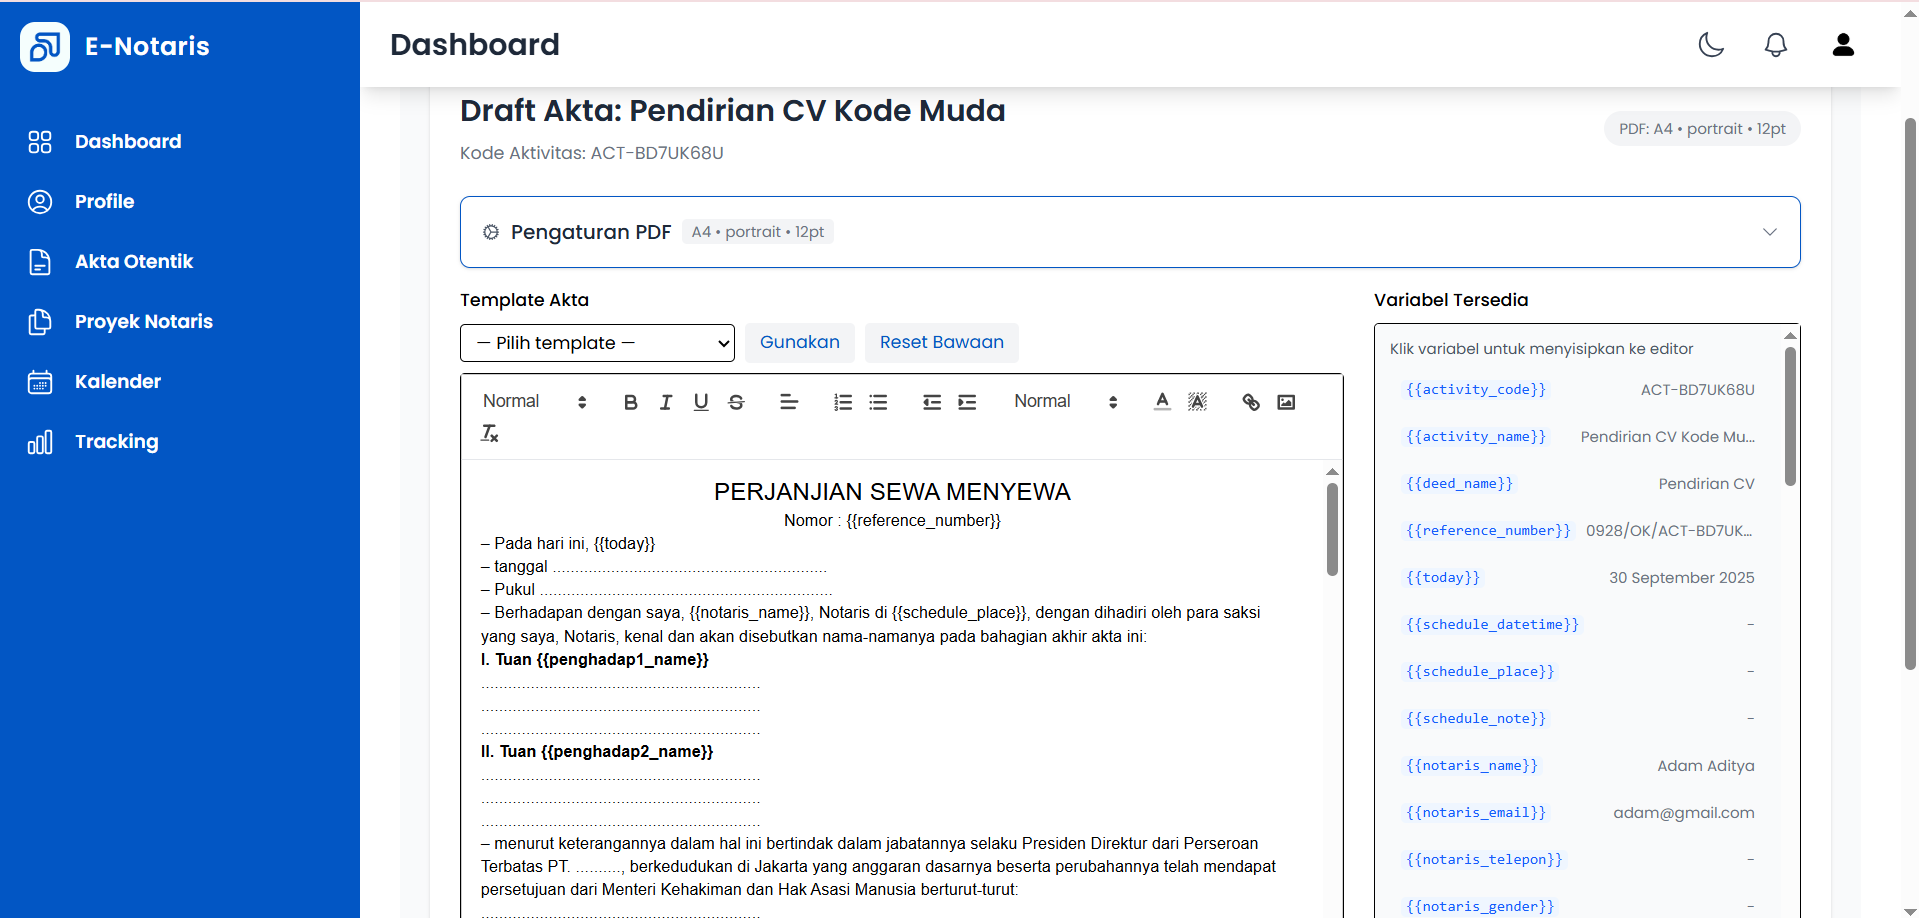 E-Notaris
Dashboard
Dashboard
Profile
Akta Otentik
Proyek Notaris
Kalender
Tracking
Draft Akta: Pendirian CV Kode Muda
Kode Aktivitas: ACT-BD7UK68U
PDF: A4 • portrait • 12pt
Pengaturan PDF A4 • portrait • 12pt
Template Akta
— Pilih template — Gunakan Reset Bawaan
Normal Normal
PERJANJIAN SEWA MENYEWA
Nomor : {{reference_number}}
– Pada hari ini, {{today}}
– tanggal .............................................................
– Pukul .................................................................
– Berhadapan dengan saya, {{notaris_name}}, Notaris di {{schedule_place}}, dengan dihadiri oleh para saksi
yang saya, Notaris, kenal dan akan disebutkan nama-namanya pada bahagian akhir akta ini:
I. Tuan {{penghadap1_name}}
..............................................................
..............................................................
..............................................................
II. Tuan {{penghadap2_name}}
..............................................................
..............................................................
..............................................................
– menurut keterangannya dalam hal ini bertindak dalam jabatannya selaku Presiden Direktur dari Perseroan
Terbatas PT. .........., berkedudukan di Jakarta yang anggaran dasarnya beserta perubahannya telah mendapat
persetujuan dari Menteri Kehakiman dan Hak Asasi Manusia berturut-turut:
..............................................................
Variabel Tersedia
Klik variabel untuk menyisipkan ke editor
{{activity_code}} ACT-BD7UK68U
{{activity_name}} Pendirian CV Kode Mu...
{{deed_name}} Pendirian CV
{{reference_number}} 0928/OK/ACT-BD7UK...
{{today}} 30 September 2025
{{schedule_datetime}} -
{{schedule_place}} -
{{schedule_note}} -
{{notaris_name}} Adam Aditya
{{notaris_email}} adam@gmail.com
{{notaris_telepon}} -
{{notaris_gender}} -